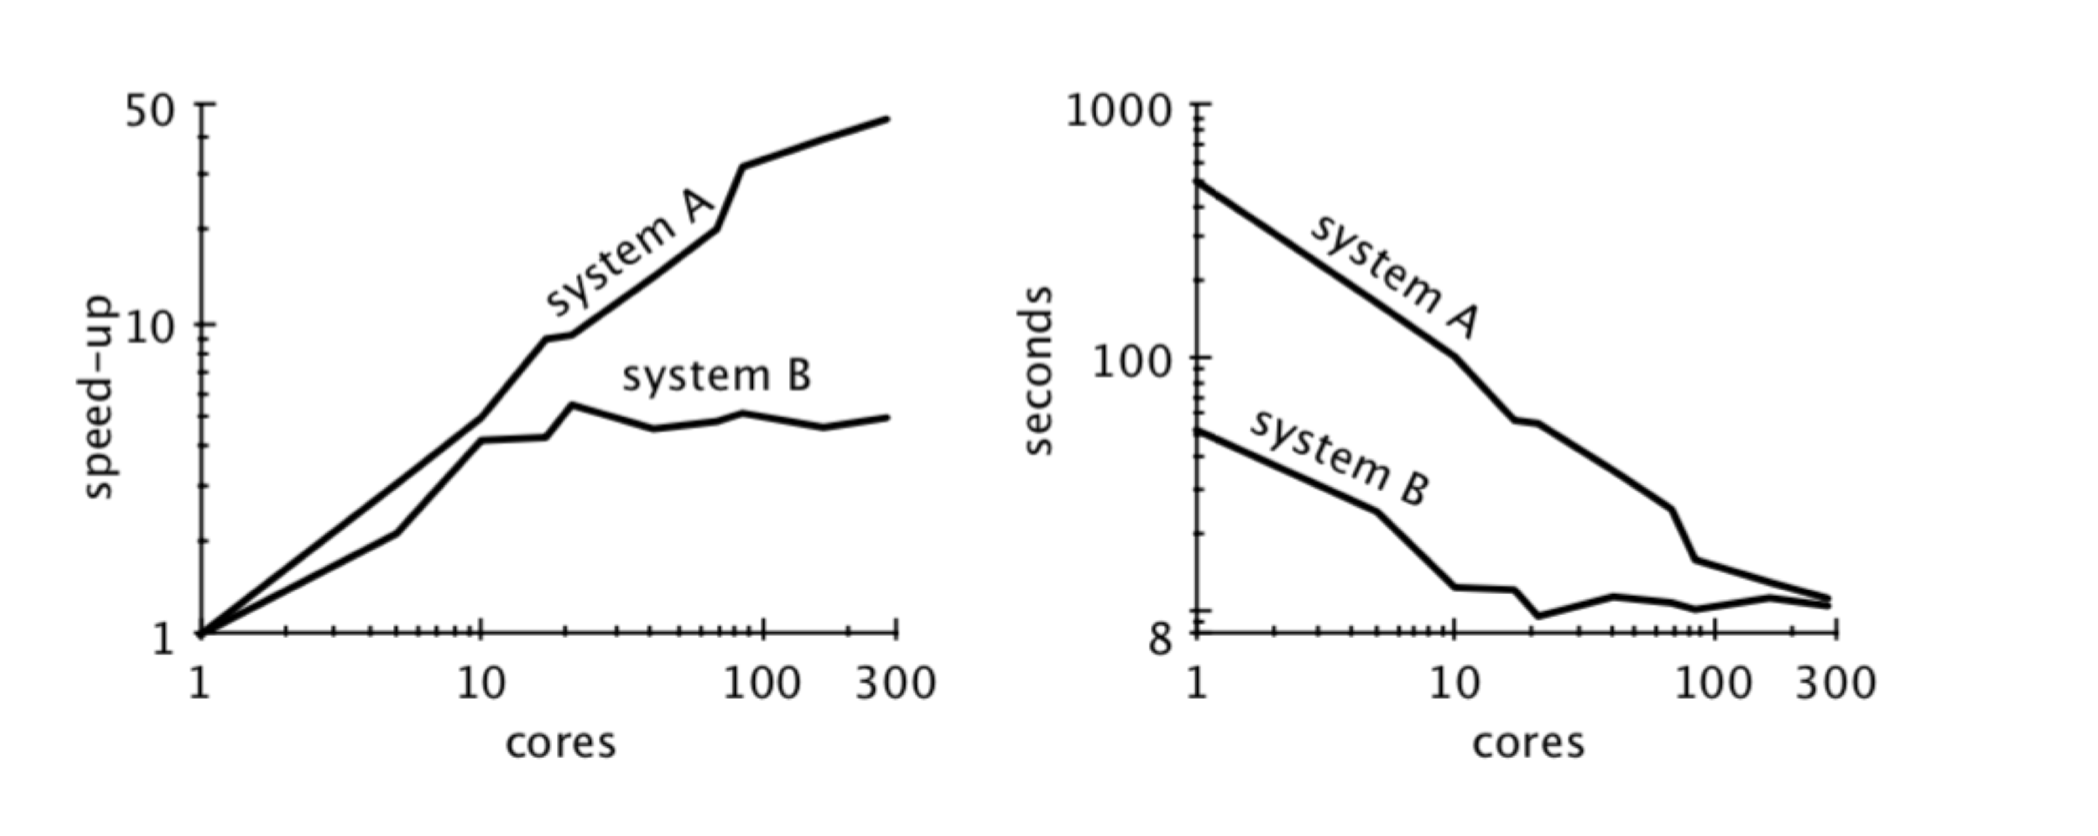 50
10
1
speed-up
system A
system B
1 10 100 300
cores
1000
100
8
seconds
system A
system B
1 10 100 300
cores